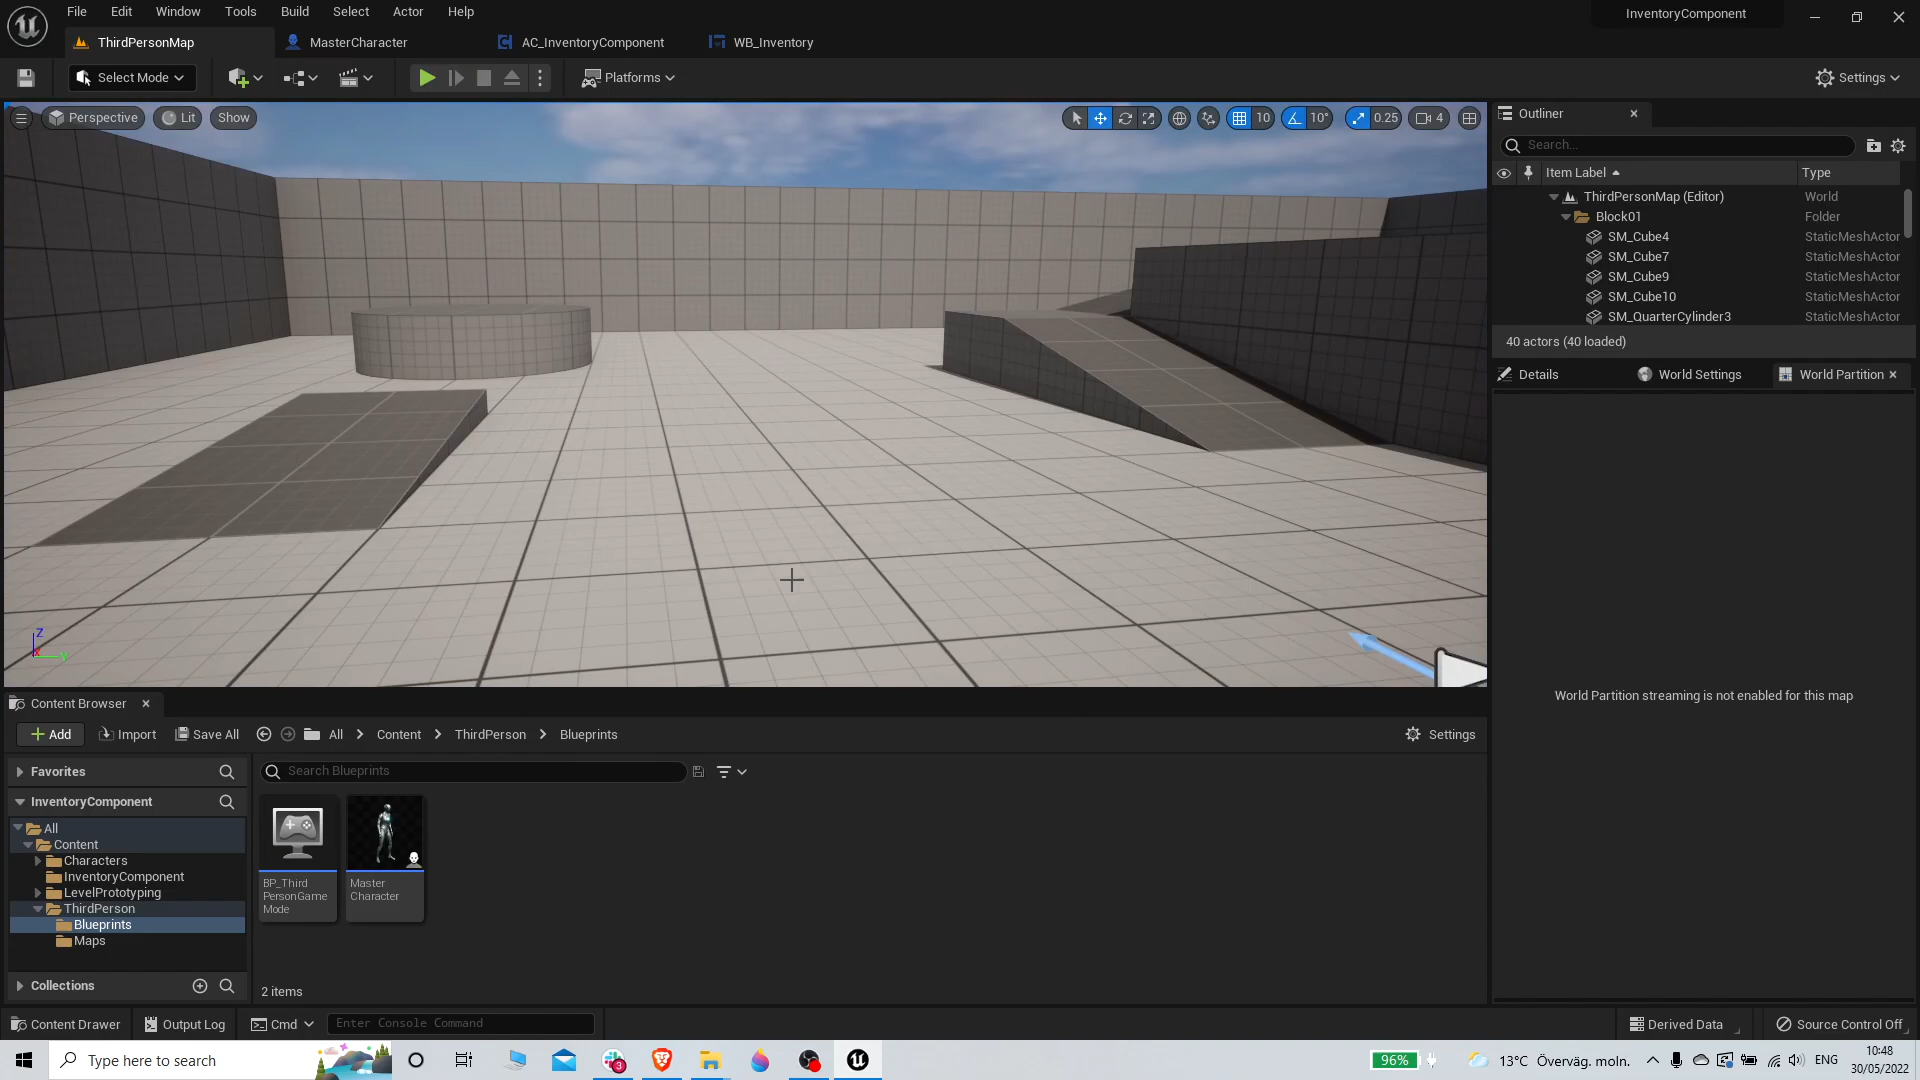 File Edit Window Tools Build Select Actor Help
InventoryComponent
ThirdPersonMap
MasterCharacter
AC_InventoryComponent
WB_Inventory
Select Mode
Platforms
Settings
Perspective
Lit
Show
10
10°
0.25
4
Outliner
Search...
Item Label
Type
ThirdPersonMap (Editor) World
Block01 Folder
SM_Cube4 StaticMeshActor
SM_Cube7 StaticMeshActor
SM_Cube9 StaticMeshActor
SM_Cube10 StaticMeshActor
SM_QuarterCylinder3 StaticMeshActor
40 actors (40 loaded)
Details
World Settings
World Partition
World Partition streaming is not enabled for this map
Z
X
Y
Content Browser
Add
Import
Save All
All
Content
ThirdPerson
Blueprints
Settings
Favorites
Search Blueprints
InventoryComponent
All
Content
Characters
InventoryComponent
LevelPrototyping
ThirdPerson
Blueprints
Maps
Collections
BP_Third
PersonGame
Mode
Master
Character
2 items
Content Drawer
Output Log
Cmd
Enter Console Command
Derived Data
Source Control Off
Type here to search
3
96%
13°C Överväg. moln.
ENG
10:48
30/05/2022